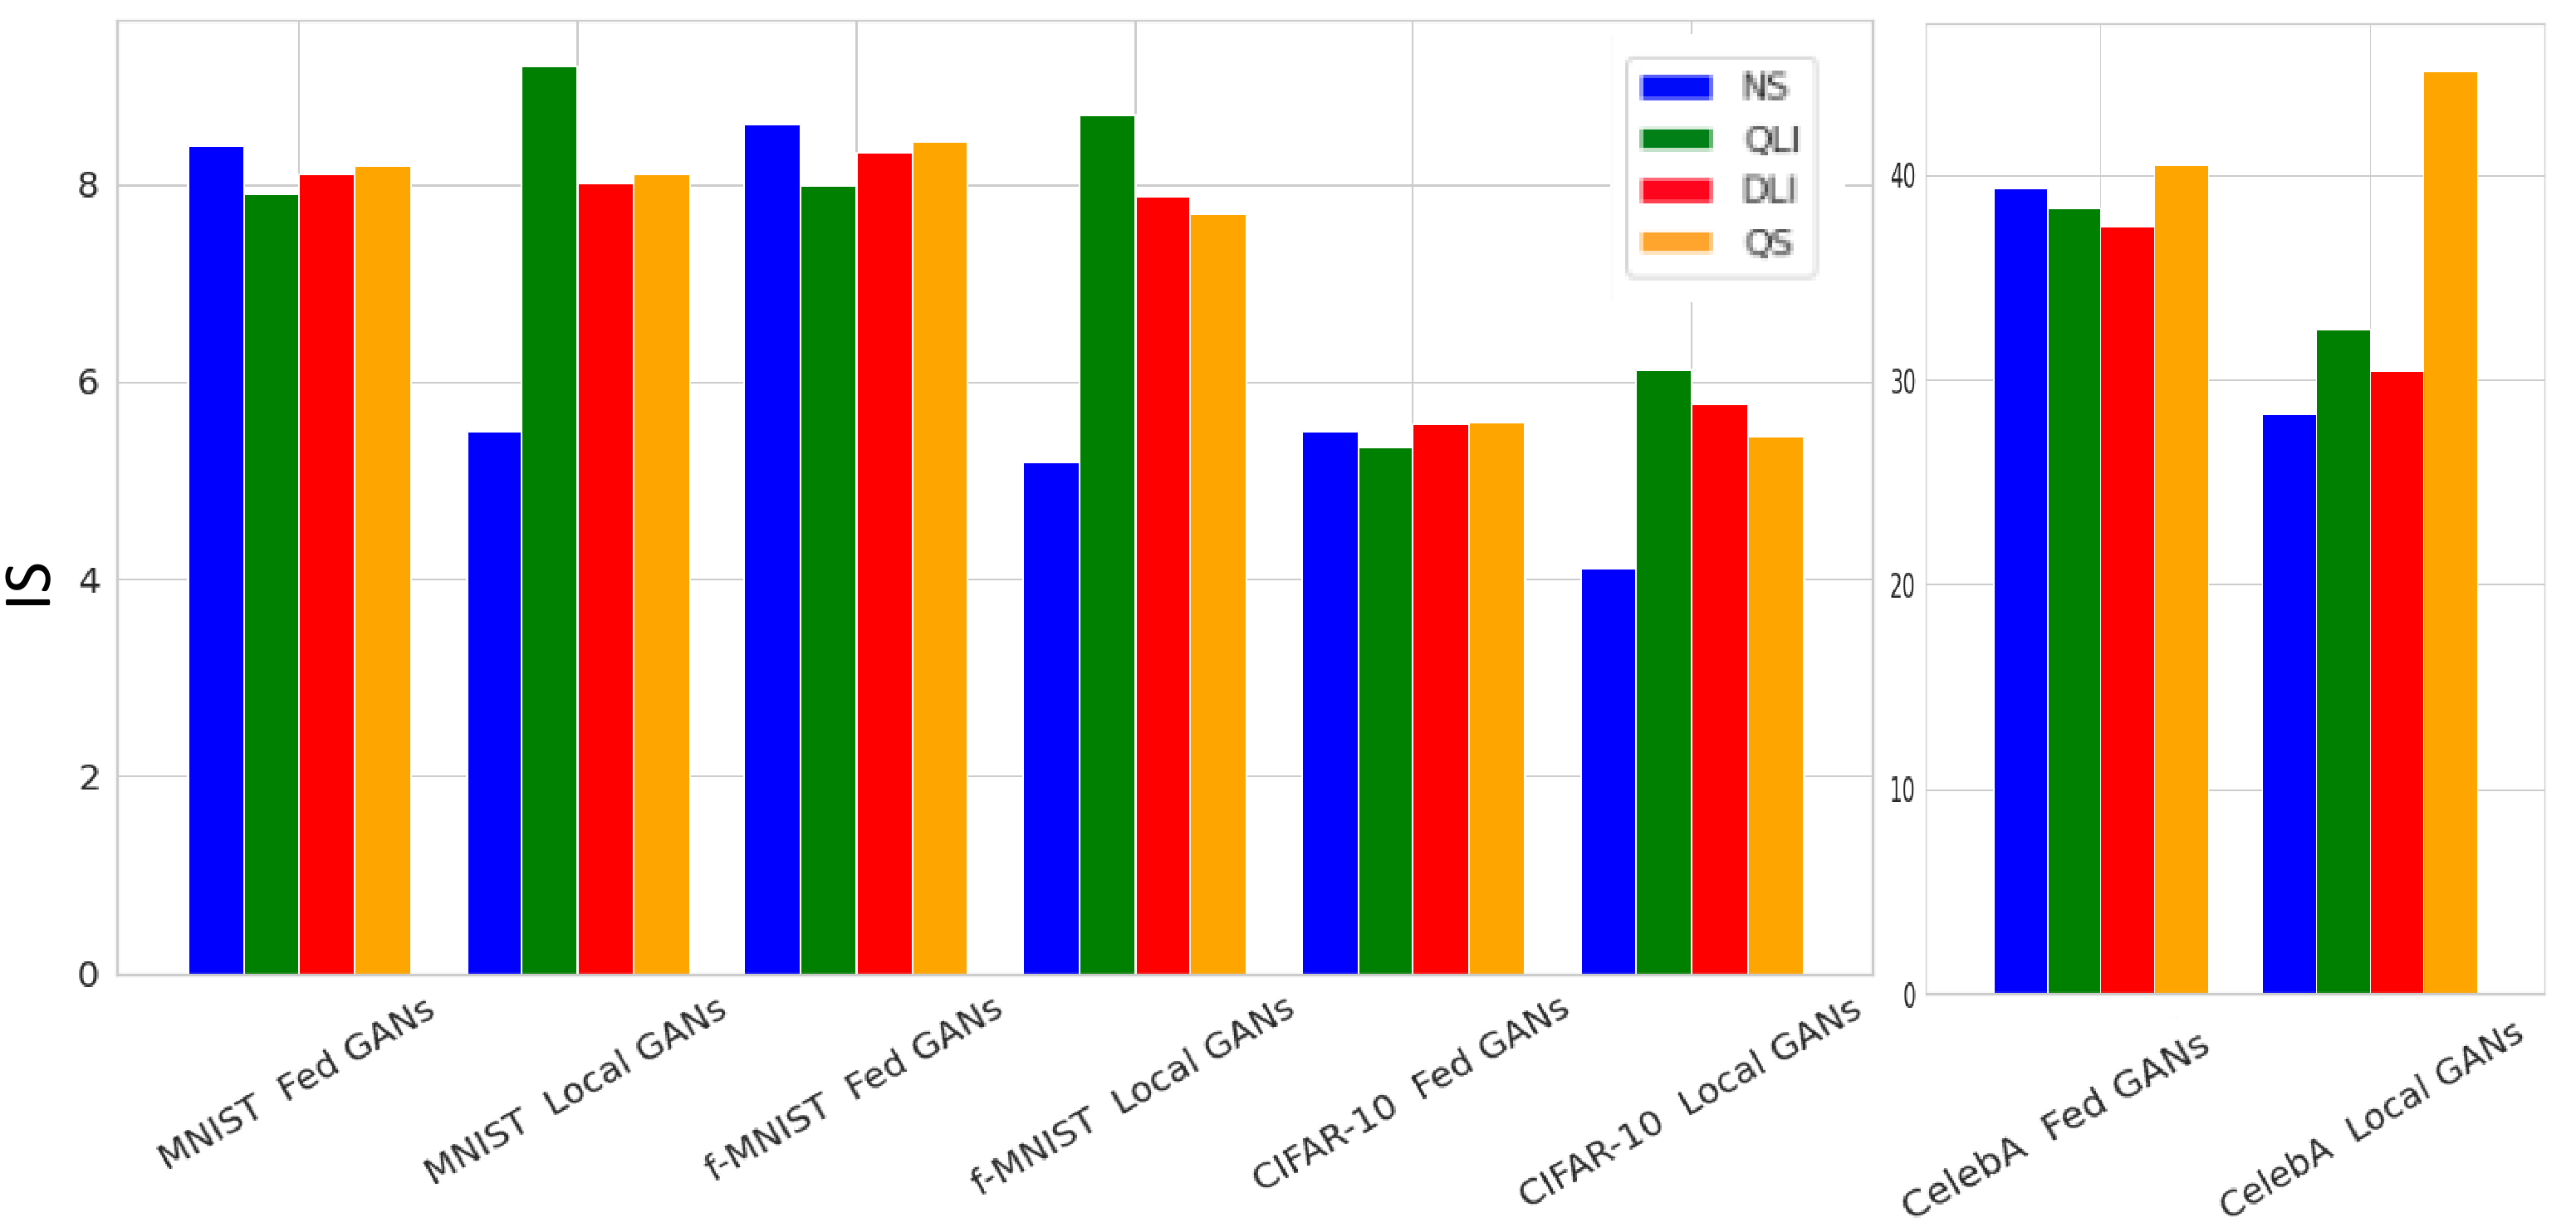 IS
8
6
4
2
0
NS
QLI
DLI
QS
MNIST Fed GANs
MNIST Local GANs
f-MNIST Fed GANs
f-MNIST Local GANs
CIFAR-10 Fed GANs
CIFAR-10 Local GANs
40
30
20
10
0
CelebA Fed GANs
CelebA Local GANs